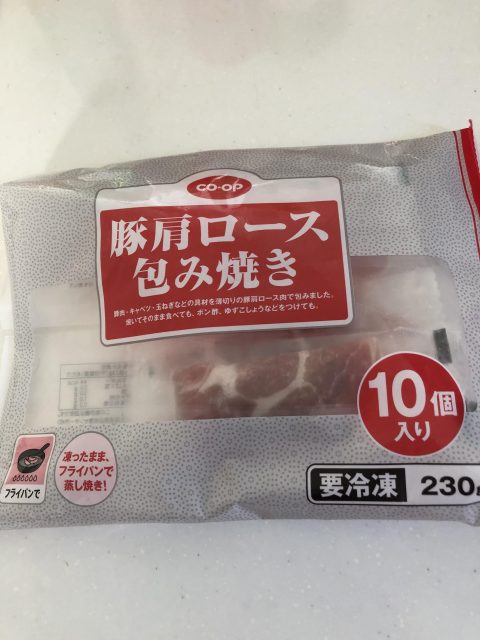 CO-OP
豚肩ロース
包み焼き
豚肉・キャベツ・玉ねぎなどの具材を薄切りの豚肩ロース肉で包みました。
焼いてそのまま食べても、ポン酢、ゆずこしょうなどをつけても。
10個
入り
凍ったまま、
フライパンで
蒸し焼き!
フライパンで
要冷凍 230g